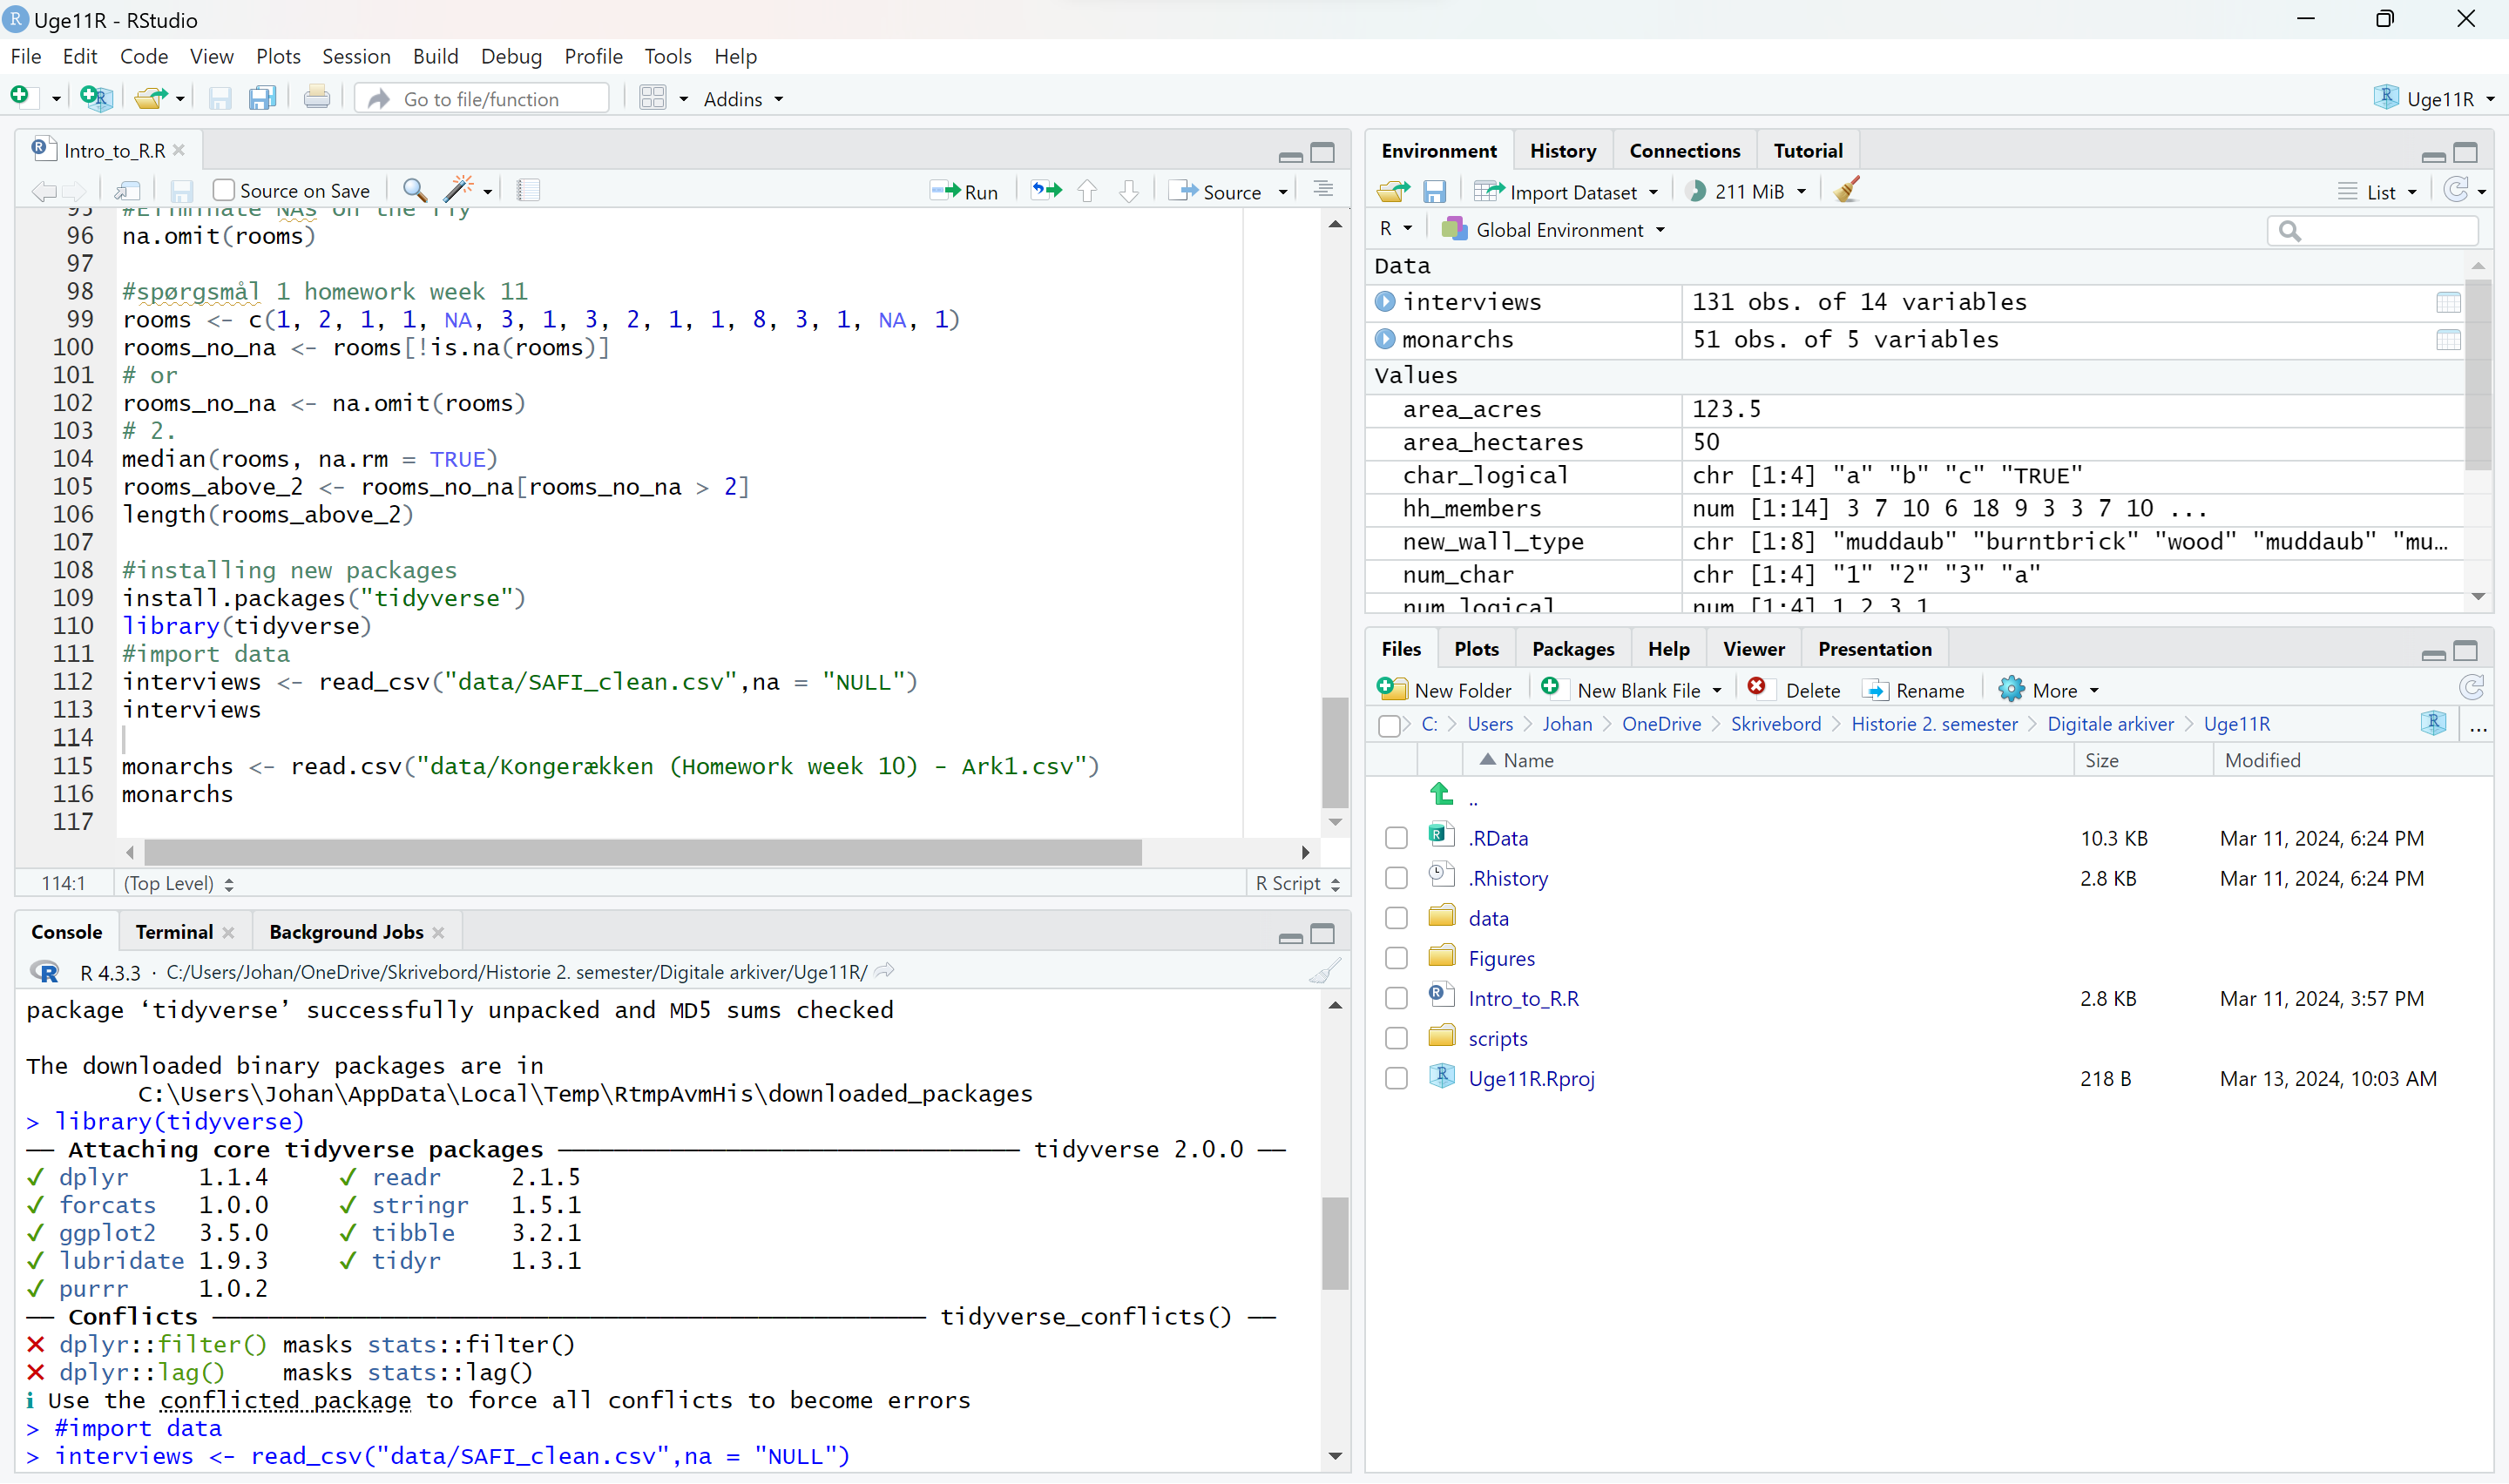 Uge11R - RStudio
File Edit Code View Plots Session Build Debug Profile Tools Help
Go to file/function Addins Uge11R
Intro_to_R.R
Source on Save Run Source
95 #Eliminate NAs on the fly
96 na.omit(rooms)
97
98 #spørgsmål 1 homework week 11
99 rooms <- c(1, 2, 1, 1, NA, 3, 1, 3, 2, 1, 1, 8, 3, 1, NA, 1)
100 rooms_no_na <- rooms[!is.na(rooms)]
101 # or
102 rooms_no_na <- na.omit(rooms)
103 # 2.
104 median(rooms, na.rm = TRUE)
105 rooms_above_2 <- rooms_no_na[rooms_no_na > 2]
106 length(rooms_above_2)
107
108 #installing new packages
109 install.packages("tidyverse")
110 library(tidyverse)
111 #import data
112 interviews <- read_csv("data/SAFI_clean.csv",na = "NULL")
113 interviews
114
115 monarchs <- read.csv("data/Kongerækken (Homework week 10) - Ark1.csv")
116 monarchs
117
114:1 (Top Level) R Script
Console Terminal Background Jobs
R 4.3.3 · C:/Users/Johan/OneDrive/Skrivebord/Historie 2. semester/Digitale arkiver/Uge11R/
package ‘tidyverse’ successfully unpacked and MD5 sums checked
The downloaded binary packages are in
C:\Users\Johan\AppData\Local\Temp\RtmpAvmHis\downloaded_packages
> library(tidyverse)
── Attaching core tidyverse packages ──── tidyverse 2.0.0 ──
✓ dplyr 1.1.4 ✓ readr 2.1.5
✓ forcats 1.0.0 ✓ stringr 1.5.1
✓ ggplot2 3.5.0 ✓ tibble 3.2.1
✓ lubridate 1.9.3 ✓ tidyr 1.3.1
✓ purrr 1.0.2
── Conflicts ──── tidyverse_conflicts() ──
✕ dplyr::filter() masks stats::filter()
✕ dplyr::lag() masks stats::lag()
ℹ Use the conflicted package to force all conflicts to become errors
> #import data
> interviews <- read_csv("data/SAFI_clean.csv",na = "NULL")
Environment History Connections Tutorial
Import Dataset 211 MiB List
R Global Environment
Data
interviews 131 obs. of 14 variables
monarchs 51 obs. of 5 variables
Values
area_acres 123.5
area_hectares 50
char_logical chr [1:4] "a" "b" "c" "TRUE"
hh_members num [1:14] 3 7 10 6 18 9 3 3 7 10 ...
new_wall_type chr [1:8] "muddaub" "burntbrick" "wood" "muddaub" "mu…
num_char chr [1:4] "1" "2" "3" "a"
num_logical num [1:4] 1 2 3 1
Files Plots Packages Help Viewer Presentation
New Folder New Blank File Delete Rename More
C: Users Johan OneDrive Skrivebord Historie 2. semester Digitale arkiver Uge11R ...
Name Size Modified
..
.RData 10.3 KB Mar 11, 2024, 6:24 PM
.Rhistory 2.8 KB Mar 11, 2024, 6:24 PM
data
Figures
Intro_to_R.R 2.8 KB Mar 11, 2024, 3:57 PM
scripts
Uge11R.Rproj 218 B Mar 13, 2024, 10:03 AM